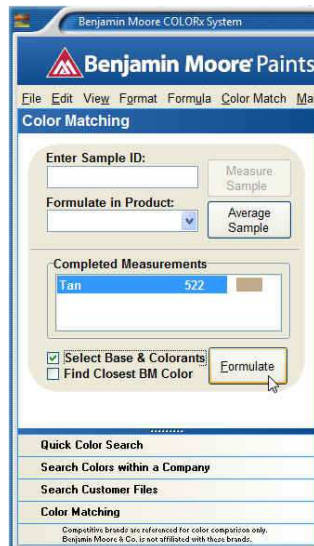 Benjamin Moore COLORx System
Benjamin Moore Paints
File Edit View Format Formula Color Match Ma
Color Matching
Enter Sample ID:
Measure
Sample
Formulate in Product:
Average
Sample
Completed Measurements
Tan 522
Select Base & Colorants
Find Closest BM Color
Formulate
Quick Color Search
Search Colors within a Company
Search Customer Files
Color Matching
Competitive brands are referenced for color comparison only.
Benjamin Moore & Co. is not affiliated with these brands.